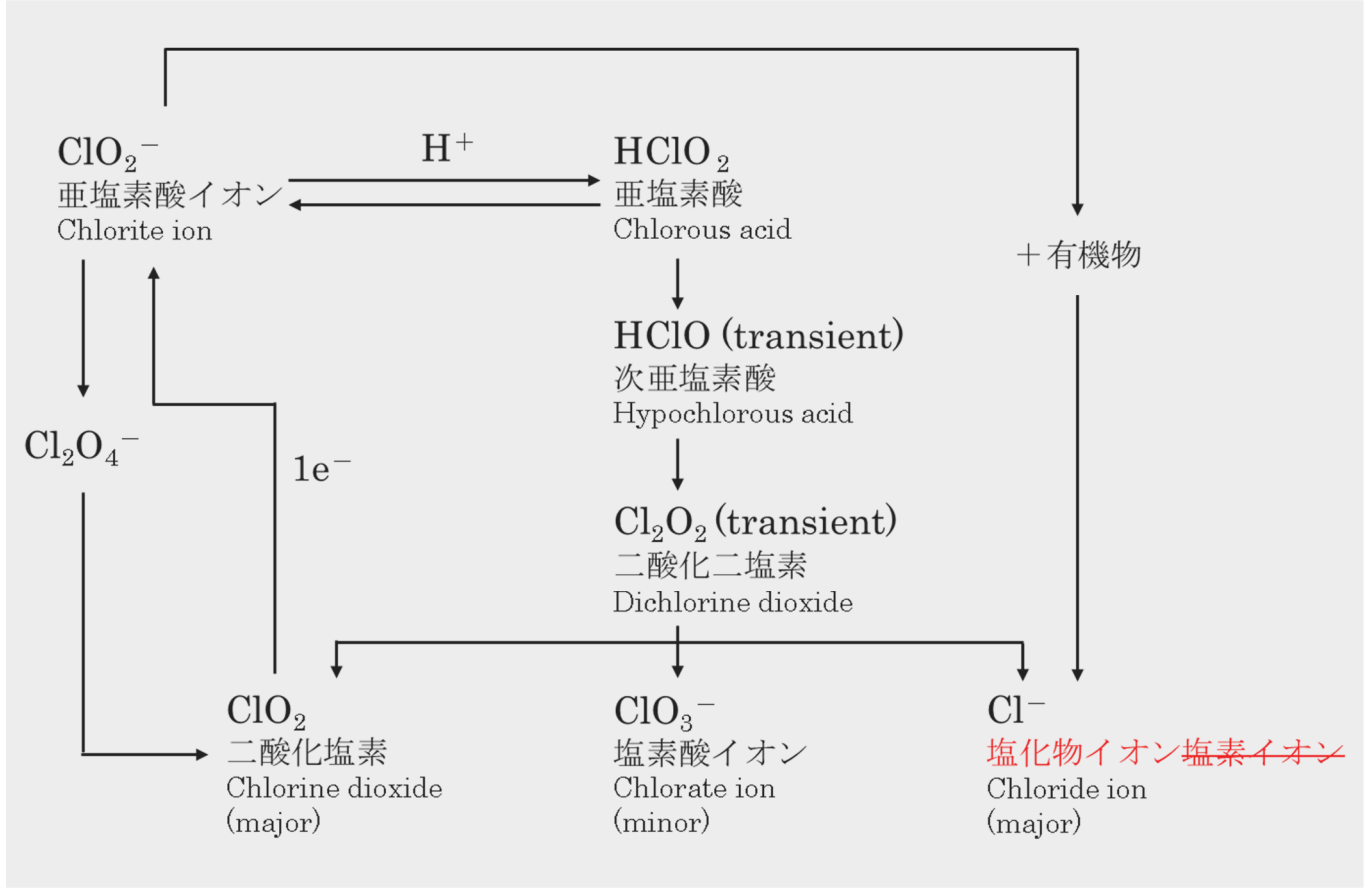 ClO₂⁻
亜塩素酸イオン
Chlorite ion
H⁺
HClO₂
亜塩素酸
Chlorous acid
＋有機物
HClO (transient)
次亜塩素酸
Hypochlorous acid
Cl₂O₄⁻
1e⁻
Cl₂O₂ (transient)
二酸化二塩素
Dichlorine dioxide
ClO₂
二酸化塩素
Chlorine dioxide
(major)
ClO₃⁻
塩素酸イオン
Chlorate ion
(minor)
Cl⁻
塩化物イオン塩素イオン
Chloride ion
(major)